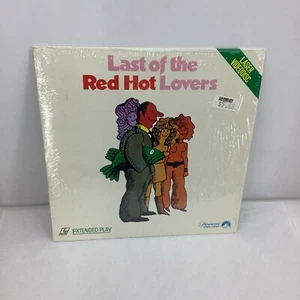 Last of the
Red Hot Lovers
LASER
VIDEODISC
EXTENDED PLAY